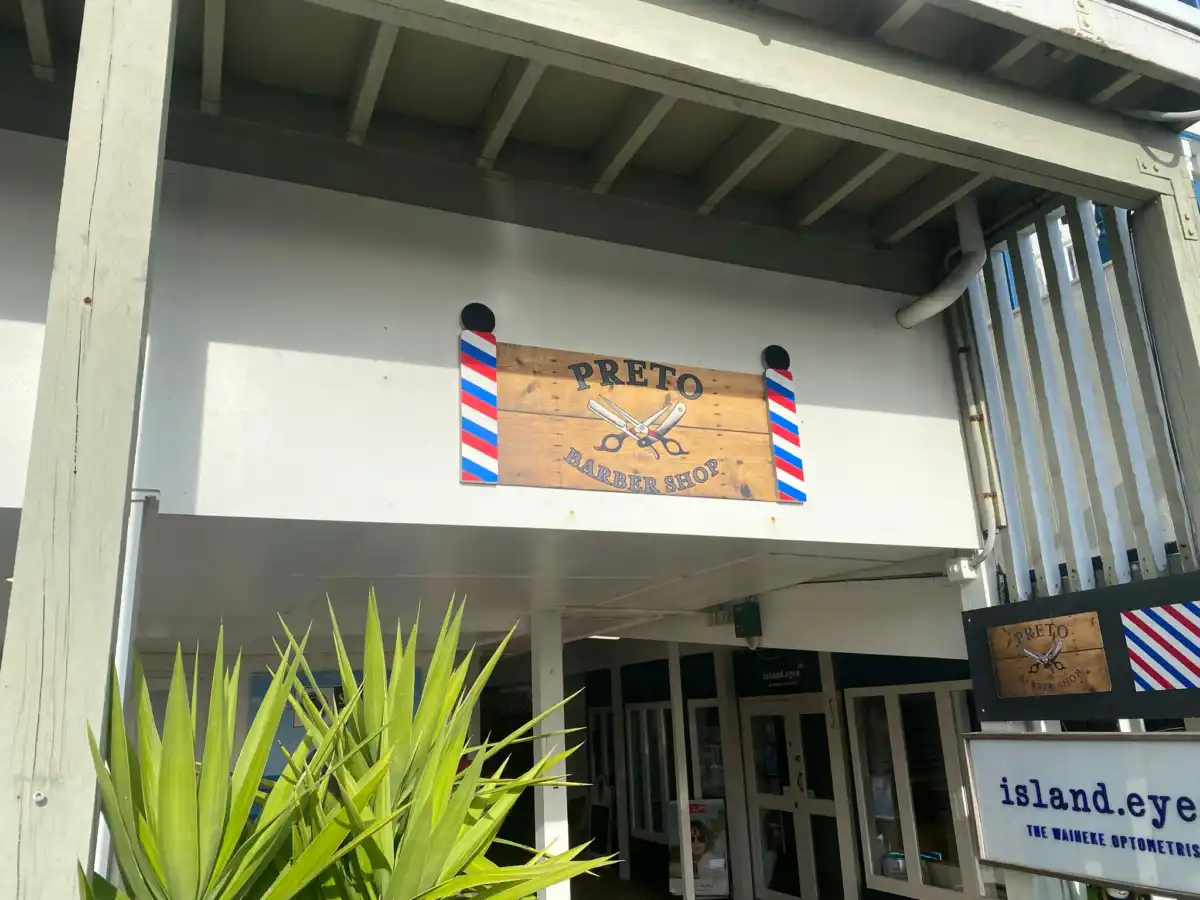 PRETO
BARBER SHOP
island.eye
PRETO
BARBER SHOP
island.eye
THE WAIHEKE OPTOMETRIS